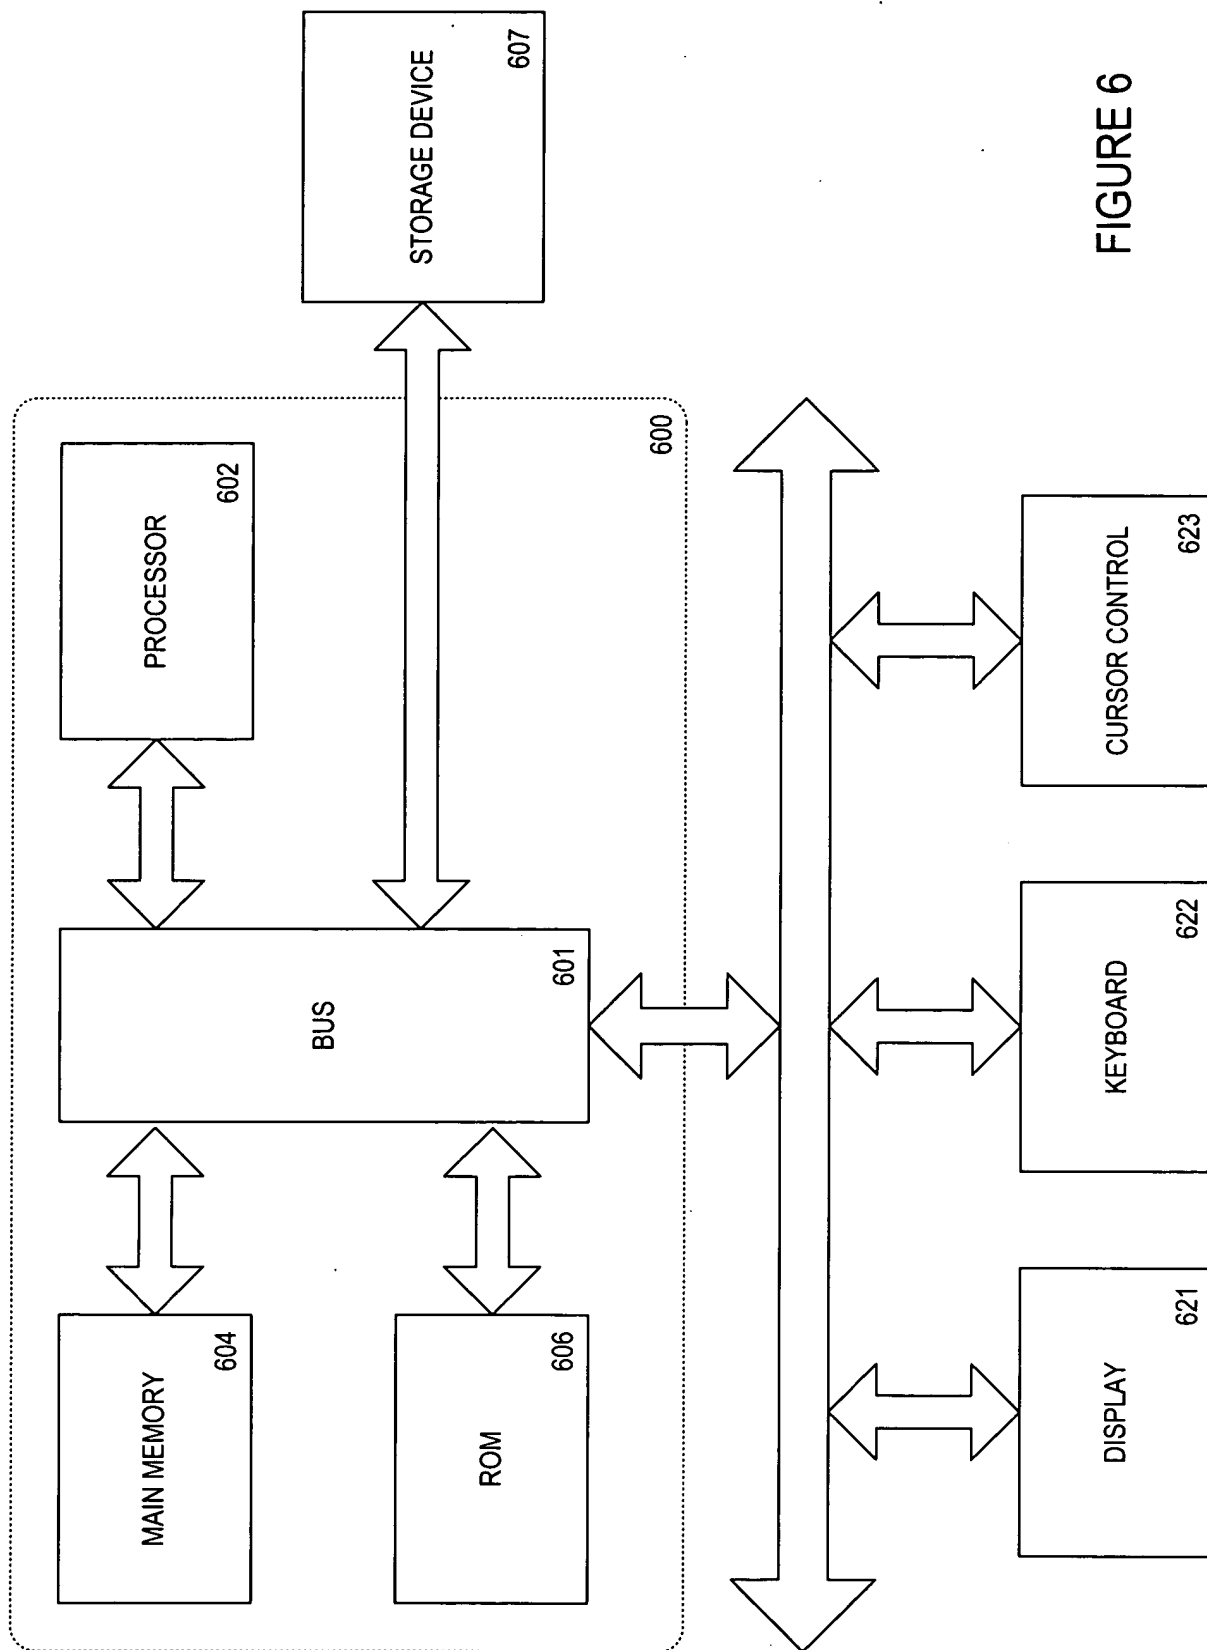 MAIN MEMORY
604
BUS
601
PROCESSOR
602
ROM
606
600
STORAGE DEVICE
607
DISPLAY
621
KEYBOARD
622
CURSOR CONTROL
623
FIGURE 6